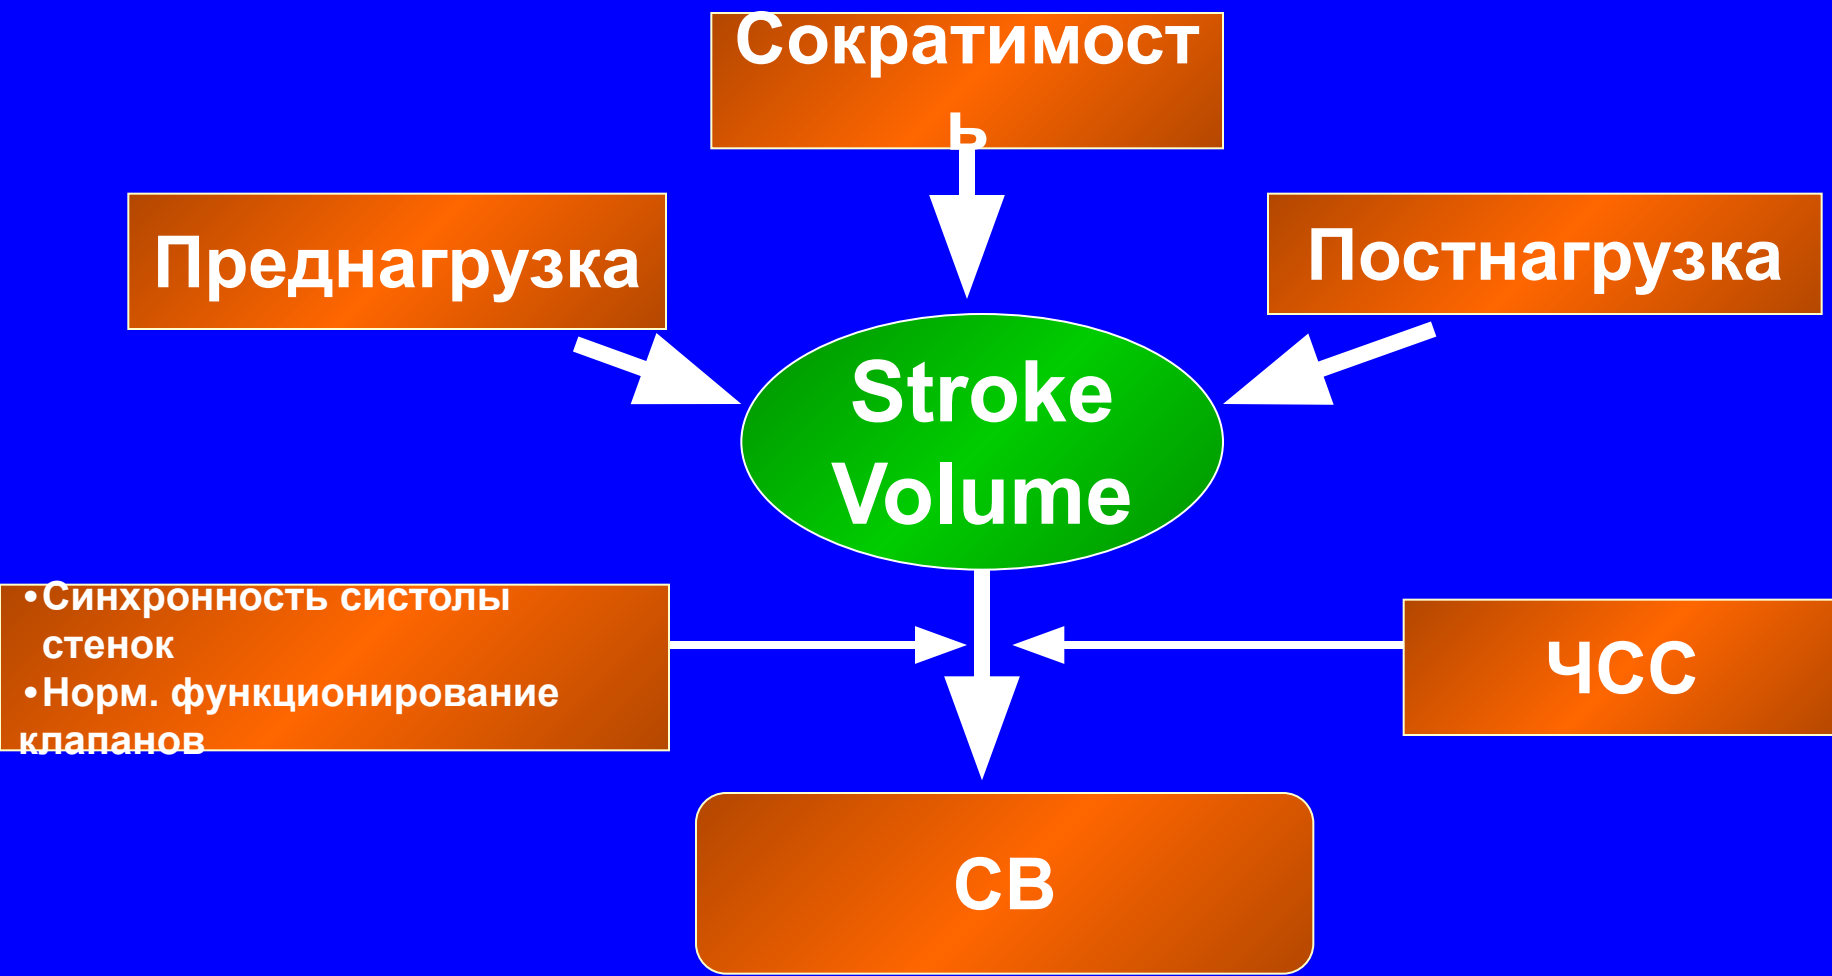 Сократимост
ь
Преднагрузка
Постнагрузка
Stroke
Volume
•Синхронность систолы
стенок
•Норм. функционирование
клапанов
ЧСС
СВ